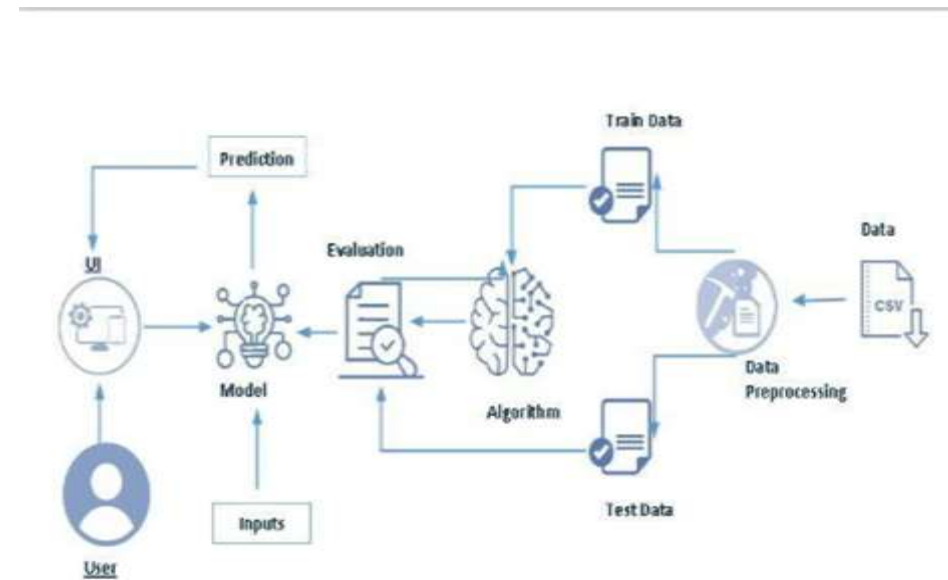 Train Data
Prediction
Data
Evaluation
UI
CSV
Model
Data
Preprocessing
Algorithm
Inputs
Test Data
User